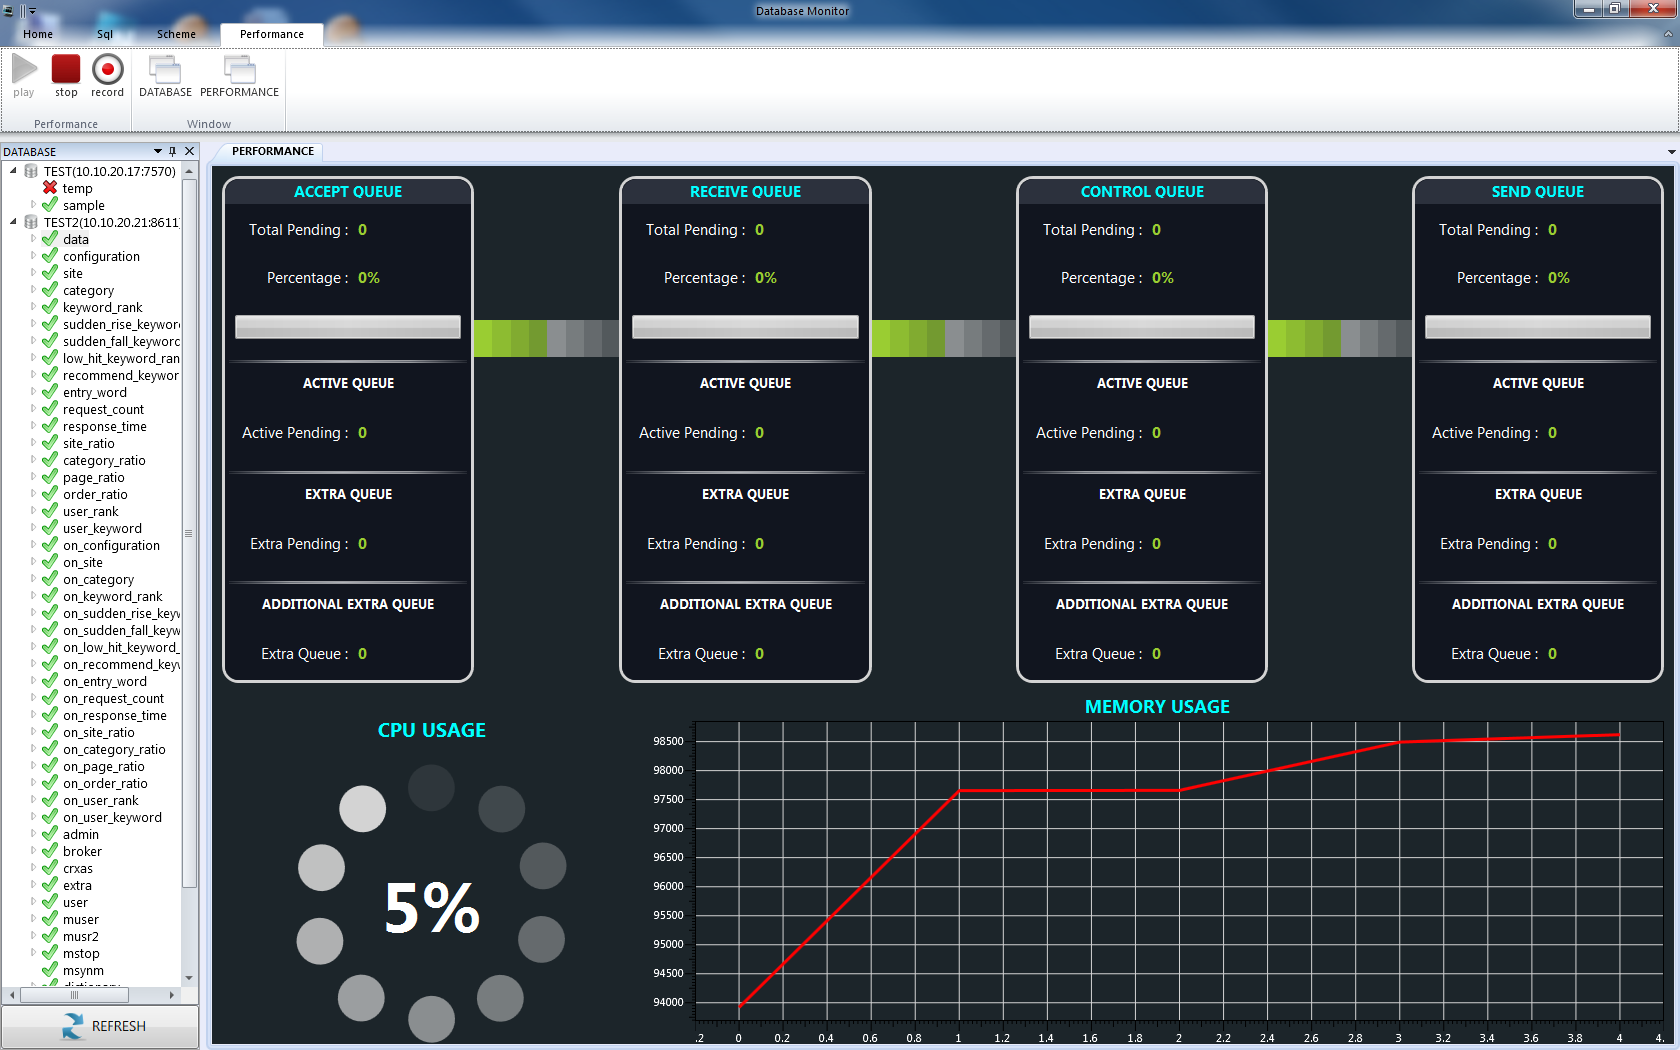 Database Monitor
Home Sql Scheme Performance
play stop record DATABASE PERFORMANCE
Performance Window
DATABASE
TEST(10.10.20.17:7570)
temp
sample
TEST2(10.10.20.21:8611)
data
configuration
site
category
keyword_rank
sudden_rise_keywor
sudden_fall_keyword
low_hit_keyword_ran
recommend_keywor
entry_word
request_count
response_time
site_ratio
category_ratio
page_ratio
order_ratio
user_rank
user_keyword
on_configuration
on_site
on_category
on_keyword_rank
on_sudden_rise_keyw
on_sudden_fall_keyw
on_low_hit_keyword_
on_recommend_keyw
on_entry_word
on_request_count
on_response_time
on_site_ratio
on_category_ratio
on_page_ratio
on_order_ratio
on_user_rank
on_user_keyword
admin
broker
crxas
extra
user
muser
musr2
mstop
msynm
REFRESH
PERFORMANCE
ACCEPT QUEUE
Total Pending : 0
Percentage : 0%
ACTIVE QUEUE
Active Pending : 0
EXTRA QUEUE
Extra Pending : 0
ADDITIONAL EXTRA QUEUE
Extra Queue : 0
RECEIVE QUEUE
Total Pending : 0
Percentage : 0%
ACTIVE QUEUE
Active Pending : 0
EXTRA QUEUE
Extra Pending : 0
ADDITIONAL EXTRA QUEUE
Extra Queue : 0
CONTROL QUEUE
Total Pending : 0
Percentage : 0%
ACTIVE QUEUE
Active Pending : 0
EXTRA QUEUE
Extra Pending : 0
ADDITIONAL EXTRA QUEUE
Extra Queue : 0
SEND QUEUE
Total Pending : 0
Percentage : 0%
ACTIVE QUEUE
Active Pending : 0
EXTRA QUEUE
Extra Pending : 0
ADDITIONAL EXTRA QUEUE
Extra Queue : 0
CPU USAGE
5%
MEMORY USAGE
98500
98000
97500
97000
96500
96000
95500
95000
94500
94000
.2 0 0.2 0.4 0.6 0.8 1 1.2 1.4 1.6 1.8 2 2.2 2.4 2.6 2.8 3 3.2 3.4 3.6 3.8 4 4.